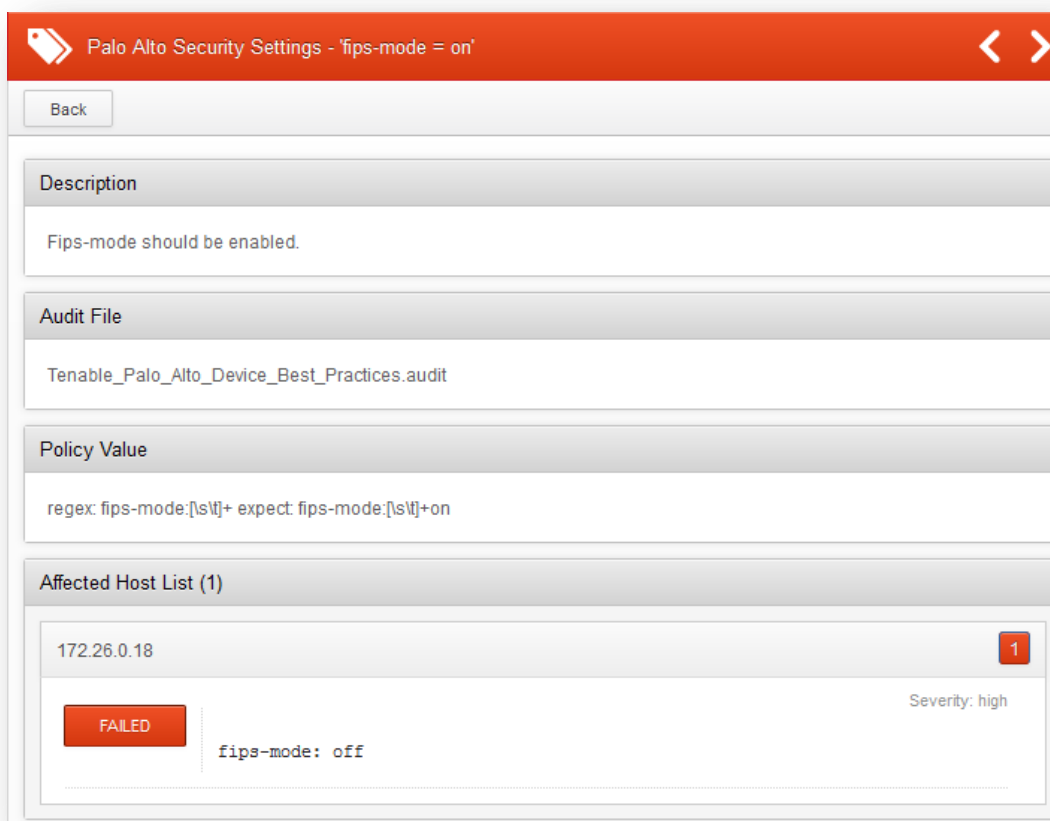 Palo Alto Security Settings - 'fips-mode = on'
Back
Description
Fips-mode should be enabled.
Audit File
Tenable_Palo_Alto_Device_Best_Practices.audit
Policy Value
regex: fips-mode:[\s\t]+ expect: fips-mode:[\s\t]+on
Affected Host List (1)
172.26.0.18
1
Severity: high
FAILED
fips-mode: off